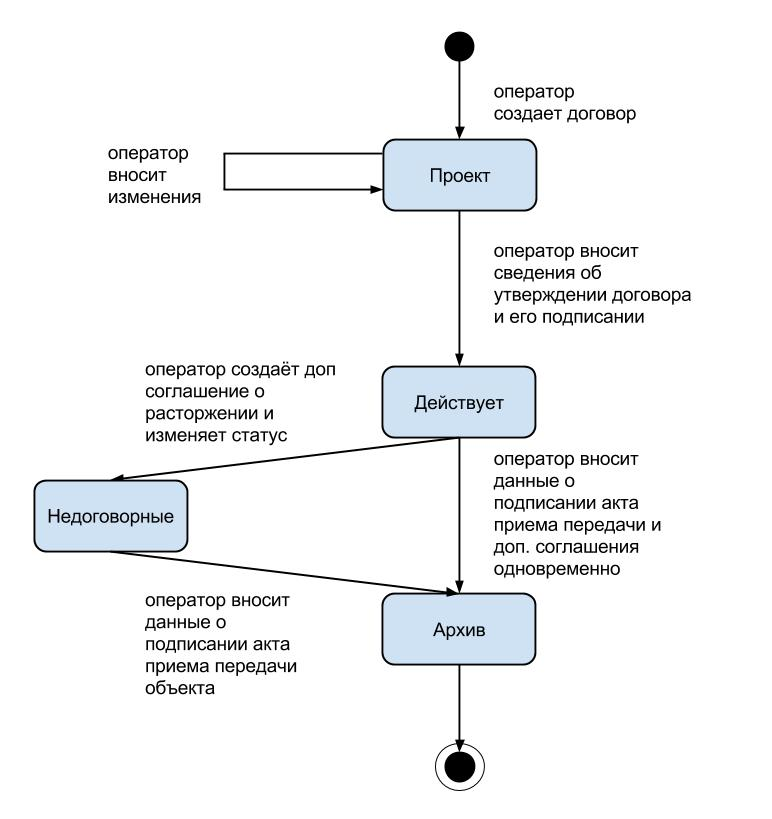 оператор
создает договор
оператор
вносит
изменения
Проект
оператор вносит
сведения об
утверждении договора
и его подписании
оператор создаёт доп
соглашение о
расторжении и
изменяет статус
Действует
оператор вносит
данные о
подписании акта
приема передачи и
доп. соглашения
одновременно
Недоговорные
оператор вносит
данные о
подписании акта
приема передачи
объекта
Архив